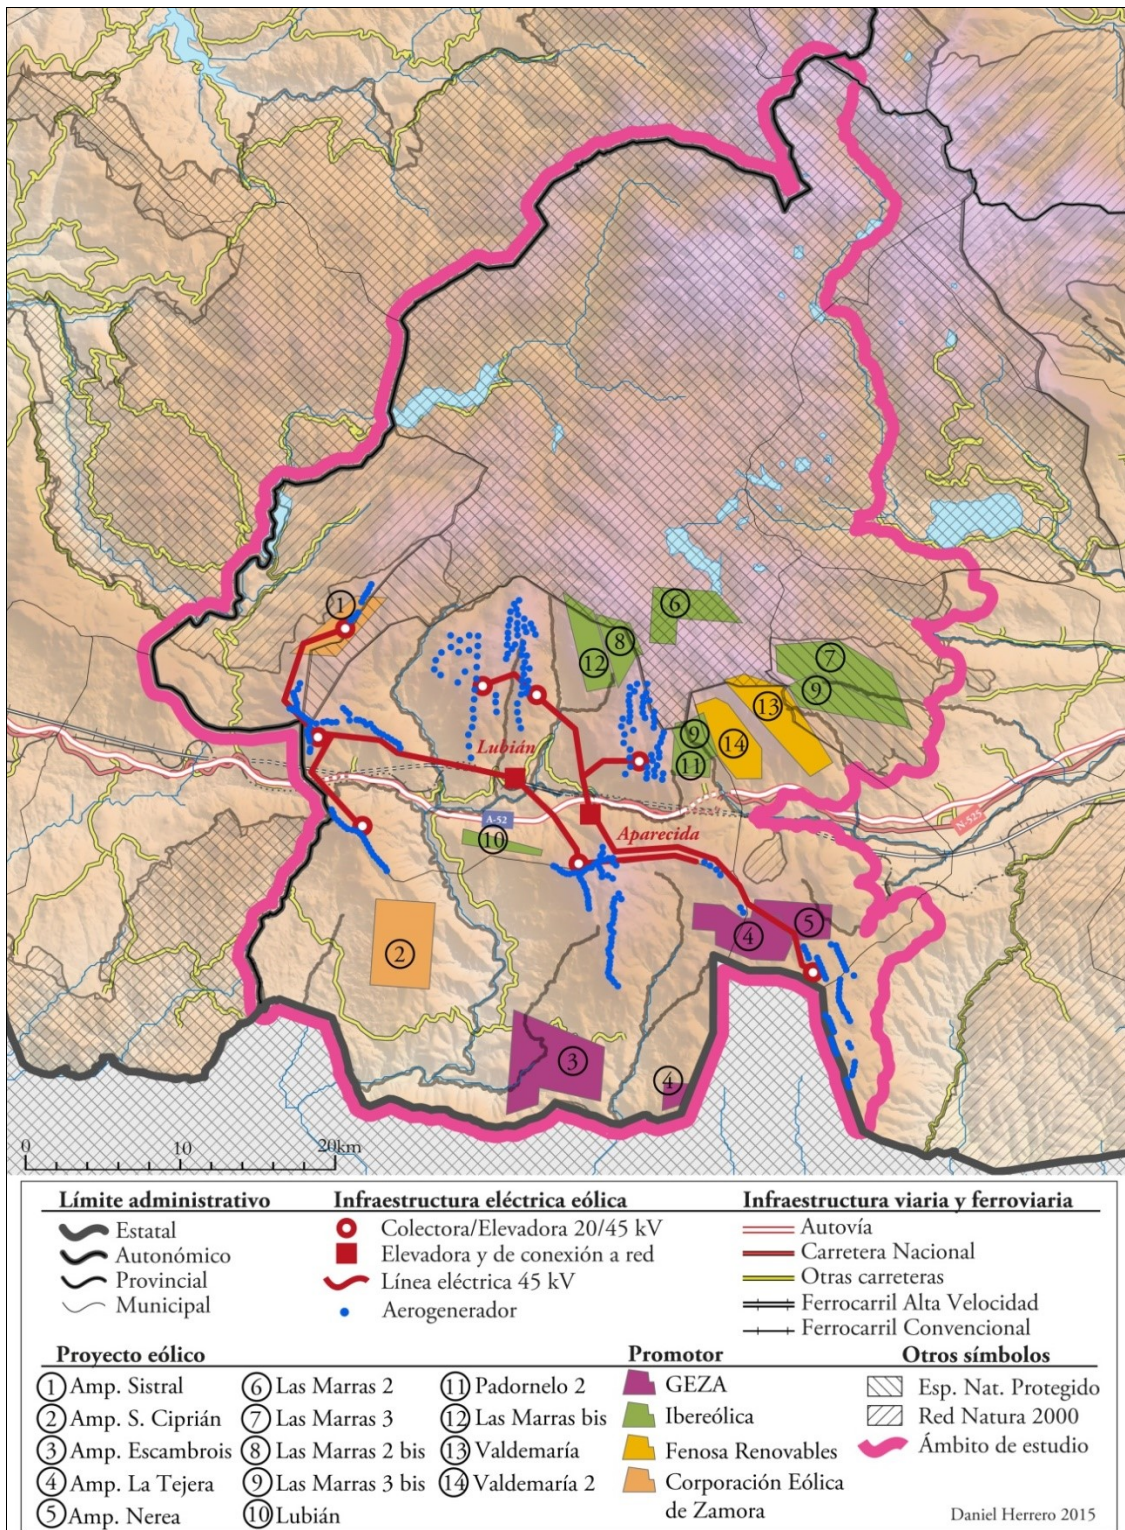 1
6
8
7
12
9
13
9
14
11
Lubián
A-52
N-525
Aparecida
10
5
4
2
3
4
0 10 20km
Límite administrativo
Estatal
Autonómico
Provincial
Municipal
Infraestructura eléctrica eólica
Colectora/Elevadora 20/45 kV
Elevadora y de conexión a red
Línea eléctrica 45 kV
Aerogenerador
Infraestructura viaria y ferroviaria
Autovía
Carretera Nacional
Otras carreteras
Ferrocarril Alta Velocidad
Ferrocarril Convencional
Proyecto eólico
1 Amp. Sistral
2 Amp. S. Ciprián
3 Amp. Escambrois
4 Amp. La Tejera
5 Amp. Nerea
6 Las Marras 2
7 Las Marras 3
8 Las Marras 2 bis
9 Las Marras 3 bis
10 Lubián
11 Padornelo 2
12 Las Marras bis
13 Valdemaría
14 Valdemaría 2
Promotor
GEZA
Ibereólica
Fenosa Renovables
Corporación Eólica
de Zamora
Otros símbolos
Esp. Nat. Protegido
Red Natura 2000
Ámbito de estudio
Daniel Herrero 2015